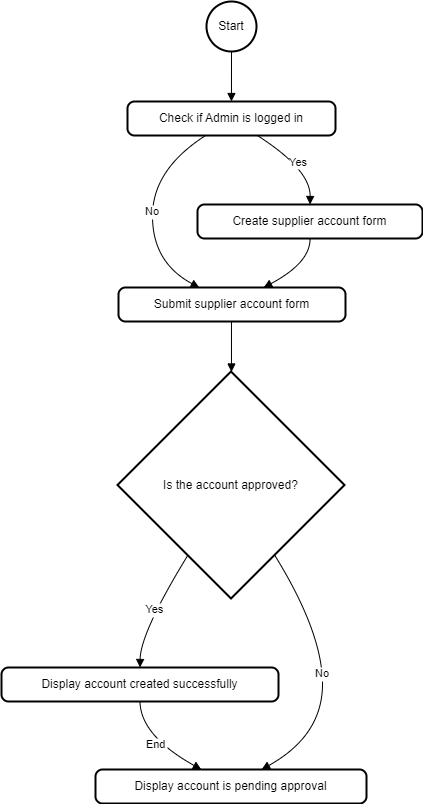 Start
Check if Admin is logged in
Yes
No
Create supplier account form
Submit supplier account form
Is the account approved?
Yes
No
Display account created successfully
End
Display account is pending approval